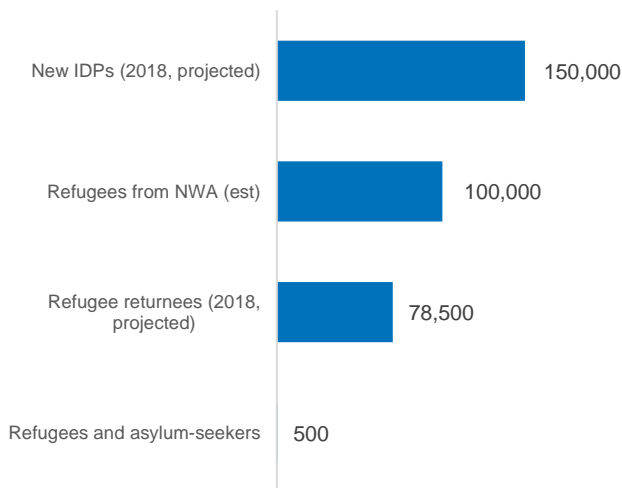 New IDPs (2018, projected)
150,000
Refugees from NWA (est)
100,000
Refugee returnees (2018,
projected)
78,500
Refugees and asylum-seekers
500